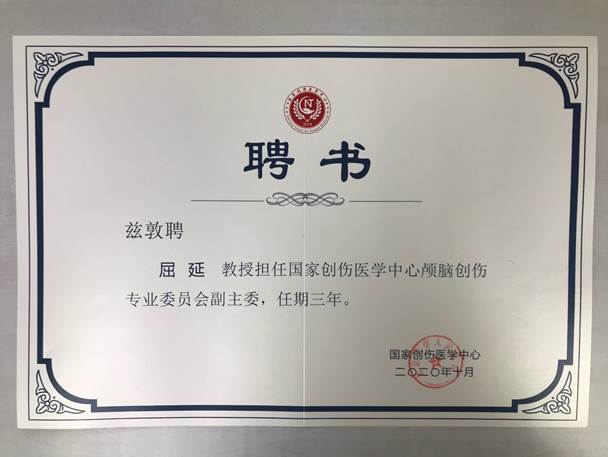 聘书
兹敦聘
屈延 教授担任国家创伤医学中心颅脑创伤
专业委员会副主委，任期三年。
国家创伤医学中心
二〇二〇年十月